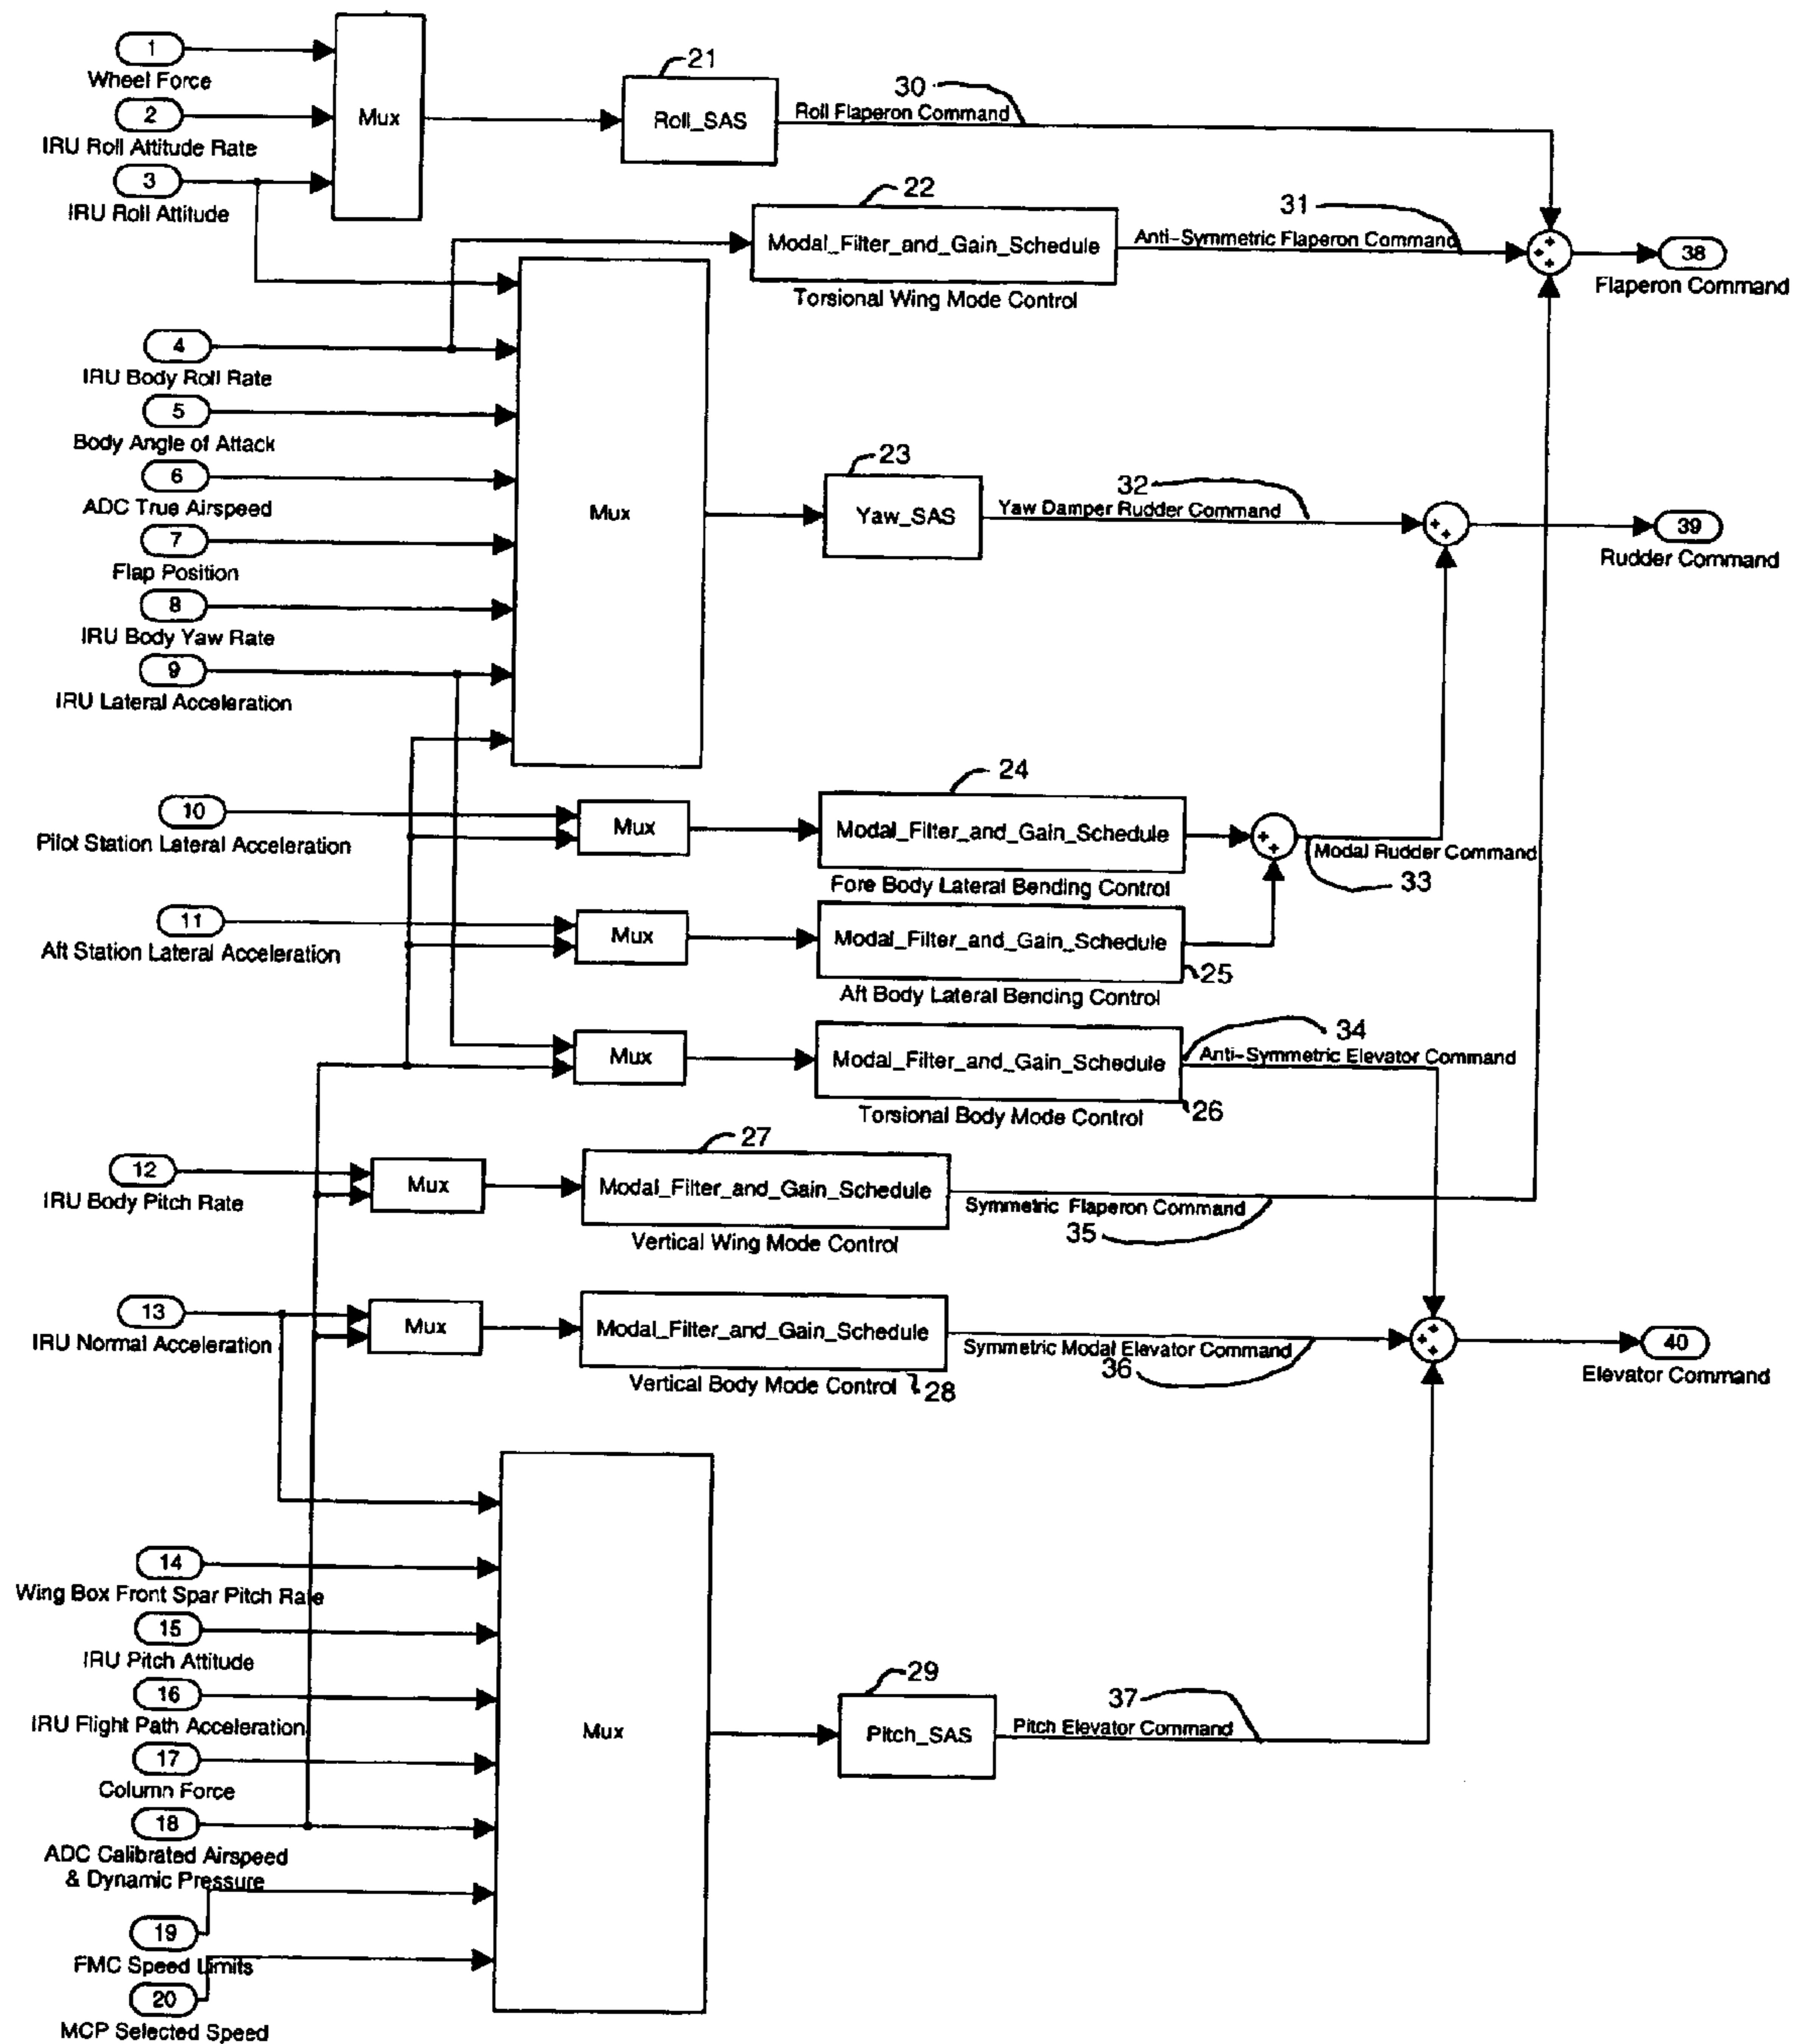 1
Wheel Force
2
IRU Roll Attitude Rate
3
IRU Roll Attitude
Mux
21
Roll_SAS
30
Roll Flaperon Command
22
Modal_Filter_and_Gain_Schedule
Torsional Wing Mode Control
31
Anti-Symmetric Flaperon Command
+
+
+
38
Flaperon Command
4
IRU Body Roll Rate
5
Body Angle of Attack
6
ADC True Airspeed
7
Flap Position
8
IRU Body Yaw Rate
9
IRU Lateral Acceleration
Mux
23
Yaw_SAS
32
Yaw Damper Rudder Command
+
+
39
Rudder Command
10
Pilot Station Lateral Acceleration
Mux
24
Modal_Filter_and_Gain_Schedule
Fore Body Lateral Bending Control
+
+
Modal Rudder Command
33
11
Aft Station Lateral Acceleration
Mux
Modal_Filter_and_Gain_Schedule
25
Aft Body Lateral Bending Control
Mux
Modal_Filter_and_Gain_Schedule
34
Anti-Symmetric Elevator Command
26
Torsional Body Mode Control
12
IRU Body Pitch Rate
Mux
27
Modal_Filter_and_Gain_Schedule
Vertical Wing Mode Control
Symmetric Flaperon Command
35
13
IRU Normal Acceleration
Mux
Modal_Filter_and_Gain_Schedule
Vertical Body Mode Control
28
Symmetric Modal Elevator Command
36
+
+
+
40
Elevator Command
14
Wing Box Front Spar Pitch Rate
15
IRU Pitch Attitude
16
IRU Flight Path Acceleration
17
Column Force
18
ADC Calibrated Airspeed
& Dynamic Pressure
19
FMC Speed Limits
20
MCP Selected Speed
Mux
29
Pitch_SAS
37
Pitch Elevator Command